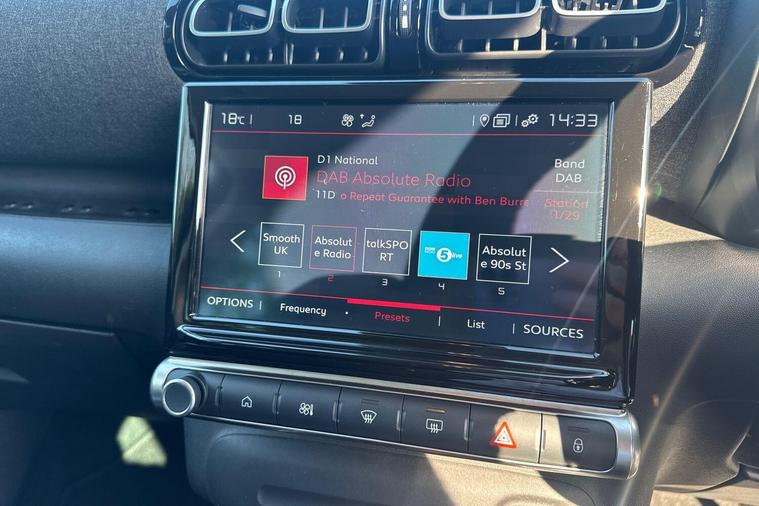 18°C 18 14:33
D1 National
DAB Absolute Radio
11D o Repeat Guarantee with Ben Burre
Band
DAB
Station
1/29
Smooth
UK
1
Absolut
e Radio
2
talkSPO
RT
3
5 live
4
Absolut
e 90s St
5
OPTIONS Frequency Presets List SOURCES